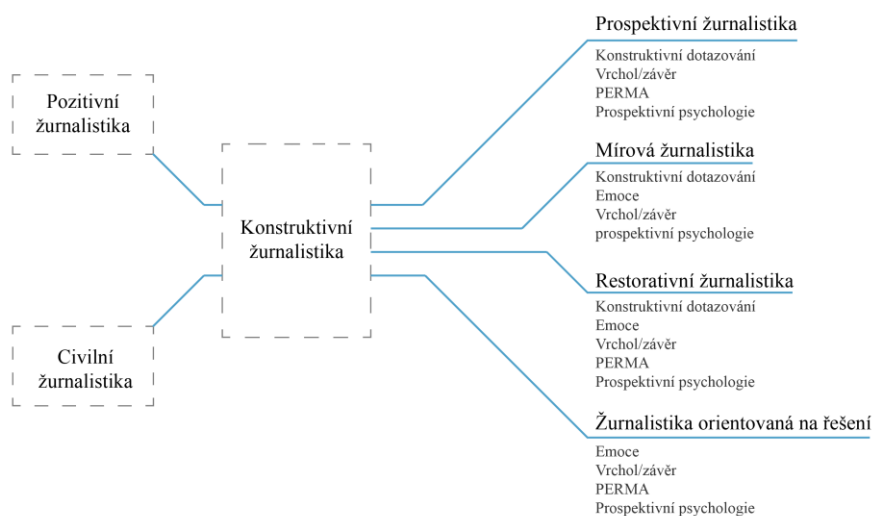 Pozitivní
žurnalistika
Civilní
žurnalistika
Konstruktivní
žurnalistika
Prospektivní žurnalistika
Konstruktivní dotazování
Vrchol/závěr
PERMA
Prospektivní psychologie
Mírová žurnalistika
Konstruktivní dotazování
Emoce
Vrchol/závěr
prospektivní psychologie
Restorativní žurnalistika
Konstruktivní dotazování
Emoce
Vrchol/závěr
PERMA
Prospektivní psychologie
Žurnalistika orientovaná na řešení
Emoce
Vrchol/závěr
PERMA
Prospektivní psychologie